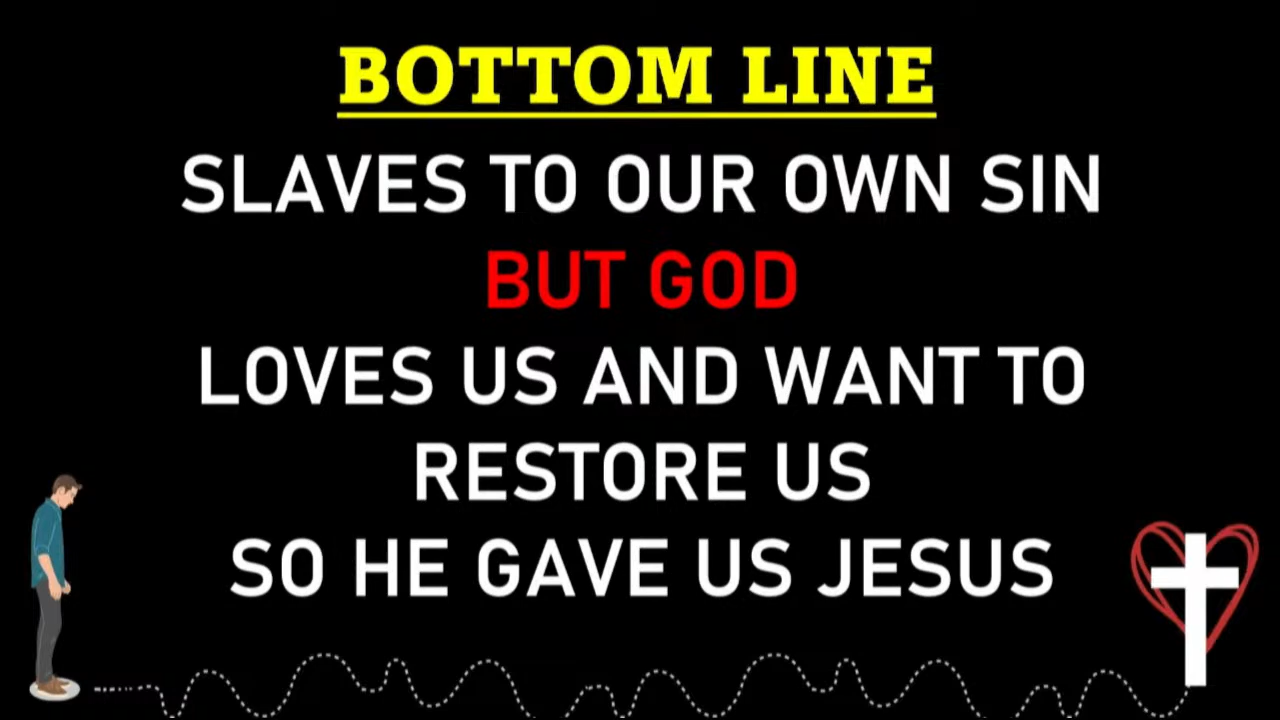 BOTTOM LINE
SLAVES TO OUR OWN SIN
BUT GOD
LOVES US AND WANT TO
RESTORE US
SO HE GAVE US JESUS